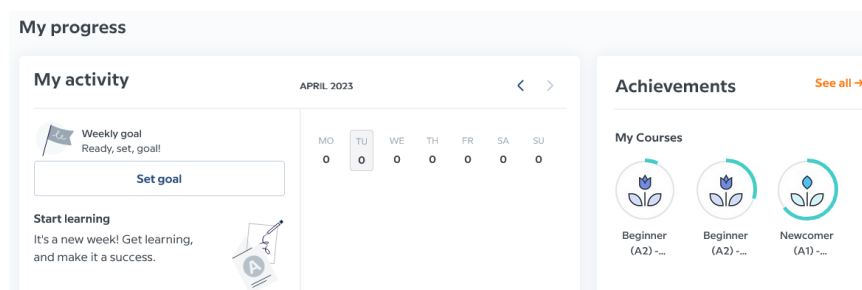 My progress
My activity
APRIL 2023
Weekly goal
Ready, set, goal!
Set goal
Start learning
It's a new week! Get learning,
and make it a success.
A
MO TU WE TH FR SA SU
0 0 0 0 0 0 0
Achievements
See all →
My Courses
Beginner
(A2) -...
Beginner
(A2) -...
Newcomer
(A1) -...